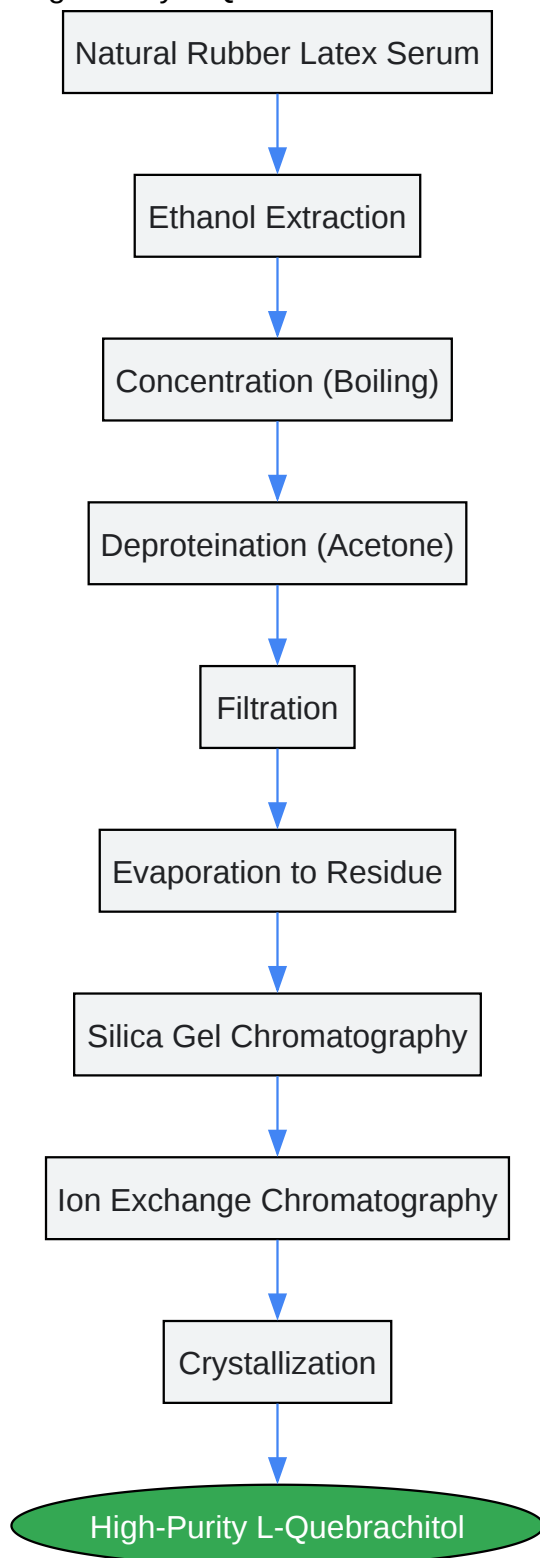 Natural Rubber Latex Serum
Ethanol Extraction
Concentration (Boiling)
Deproteination (Acetone)
Filtration
Evaporation to Residue
Silica Gel Chromatography
Ion Exchange Chromatography
Crystallization
High-Purity L-Quebrachitol